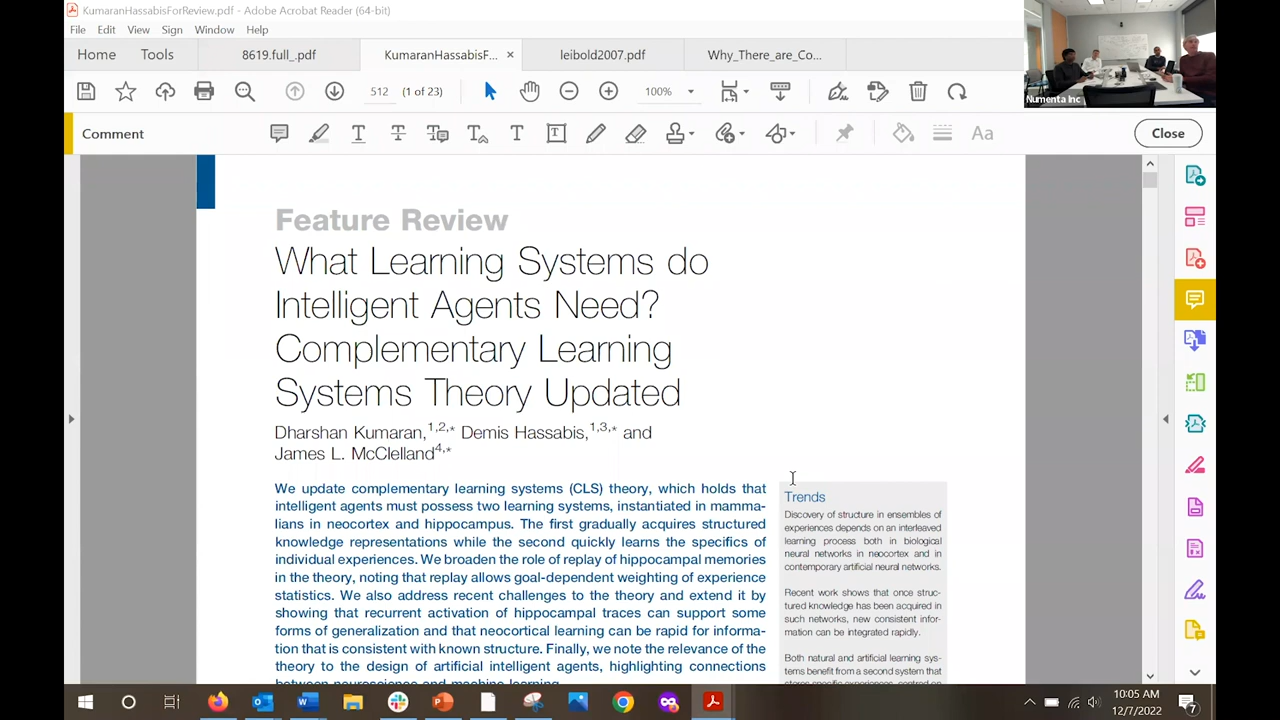 KumaranHassabisForReview.pdf - Adobe Acrobat Reader (64-bit)
File Edit View Sign Window Help
Home Tools 8619.full_.pdf KumaranHassabisF... × leibold2007.pdf Why_There_are_Co...
512 (1 of 23) 100%
Numenta Inc
Comment Close
Feature Review
What Learning Systems do
Intelligent Agents Need?
Complementary Learning
Systems Theory Updated
Dharshan Kumaran,1,2,* Demis Hassabis,1,3,* and
James L. McClelland4,*
We update complementary learning systems (CLS) theory, which holds that
intelligent agents must possess two learning systems, instantiated in mamma-
lians in neocortex and hippocampus. The first gradually acquires structured
knowledge representations while the second quickly learns the specifics of
individual experiences. We broaden the role of replay of hippocampal memories
in the theory, noting that replay allows goal-dependent weighting of experience
statistics. We also address recent challenges to the theory and extend it by
showing that recurrent activation of hippocampal traces can support some
forms of generalization and that neocortical learning can be rapid for informa-
tion that is consistent with known structure. Finally, we note the relevance of the
theory to the design of artificial intelligent agents, highlighting connections
between neuroscience and machine learning.
Trends
Discovery of structure in ensembles of
experiences depends on an interleaved
learning process both in biological
neural networks in neocortex and in
contemporary artificial neural networks.
Recent work shows that once struc-
tured knowledge has been acquired in
such networks, new consistent infor-
mation can be integrated rapidly.
Both natural and artificial learning sys-
tems benefit from a second system that
stores specific experiences, centred on
10:05 AM
12/7/2022
7